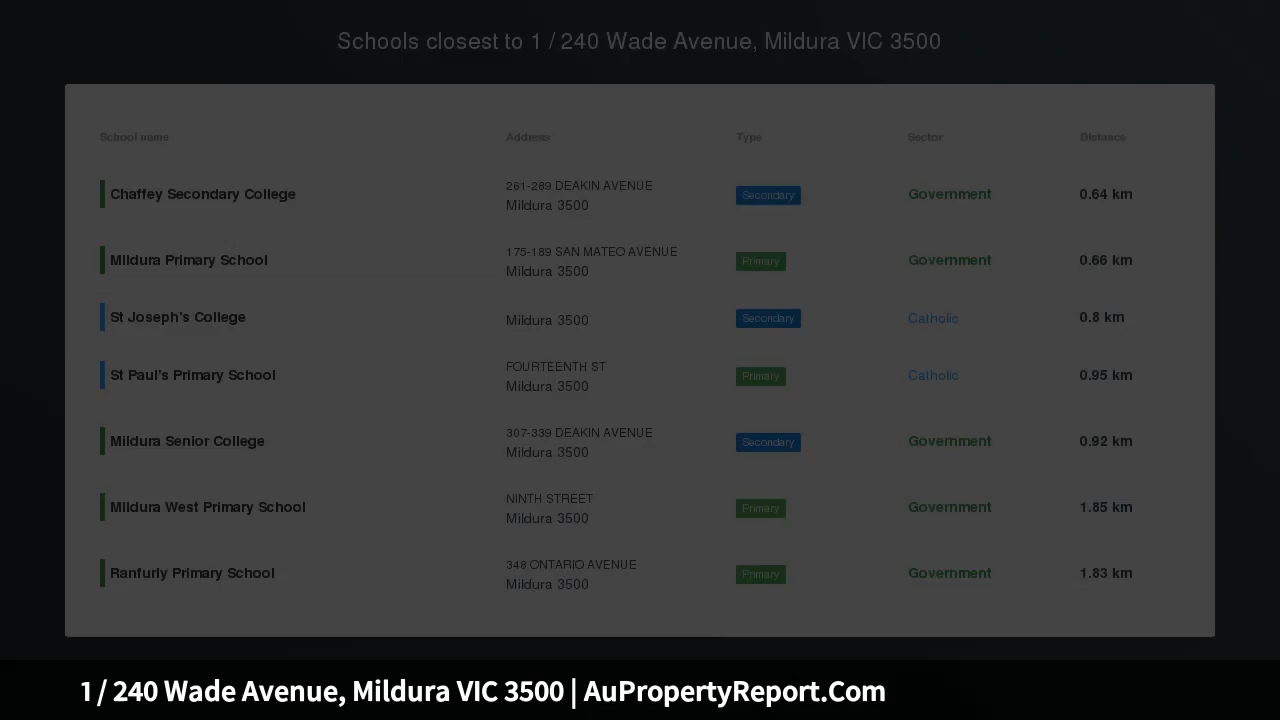 Schools closest to 1 / 240 Wade Avenue, Mildura VIC 3500
School name Address Type Sector Distance
Chaffey Secondary College 261-289 DEAKIN AVENUE Mildura 3500 Secondary Government 0.64 km
Mildura Primary School 175-189 SAN MATEO AVENUE Mildura 3500 Primary Government 0.66 km
St Joseph's College Mildura 3500 Secondary Catholic 0.8 km
St Paul's Primary School FOURTEENTH ST Mildura 3500 Primary Catholic 0.95 km
Mildura Senior College 307-339 DEAKIN AVENUE Mildura 3500 Secondary Government 0.92 km
Mildura West Primary School NINTH STREET Mildura 3500 Primary Government 1.85 km
Ranfurly Primary School 348 ONTARIO AVENUE Mildura 3500 Primary Government 1.83 km
1 / 240 Wade Avenue, Mildura VIC 3500 | AuPropertyReport.Com